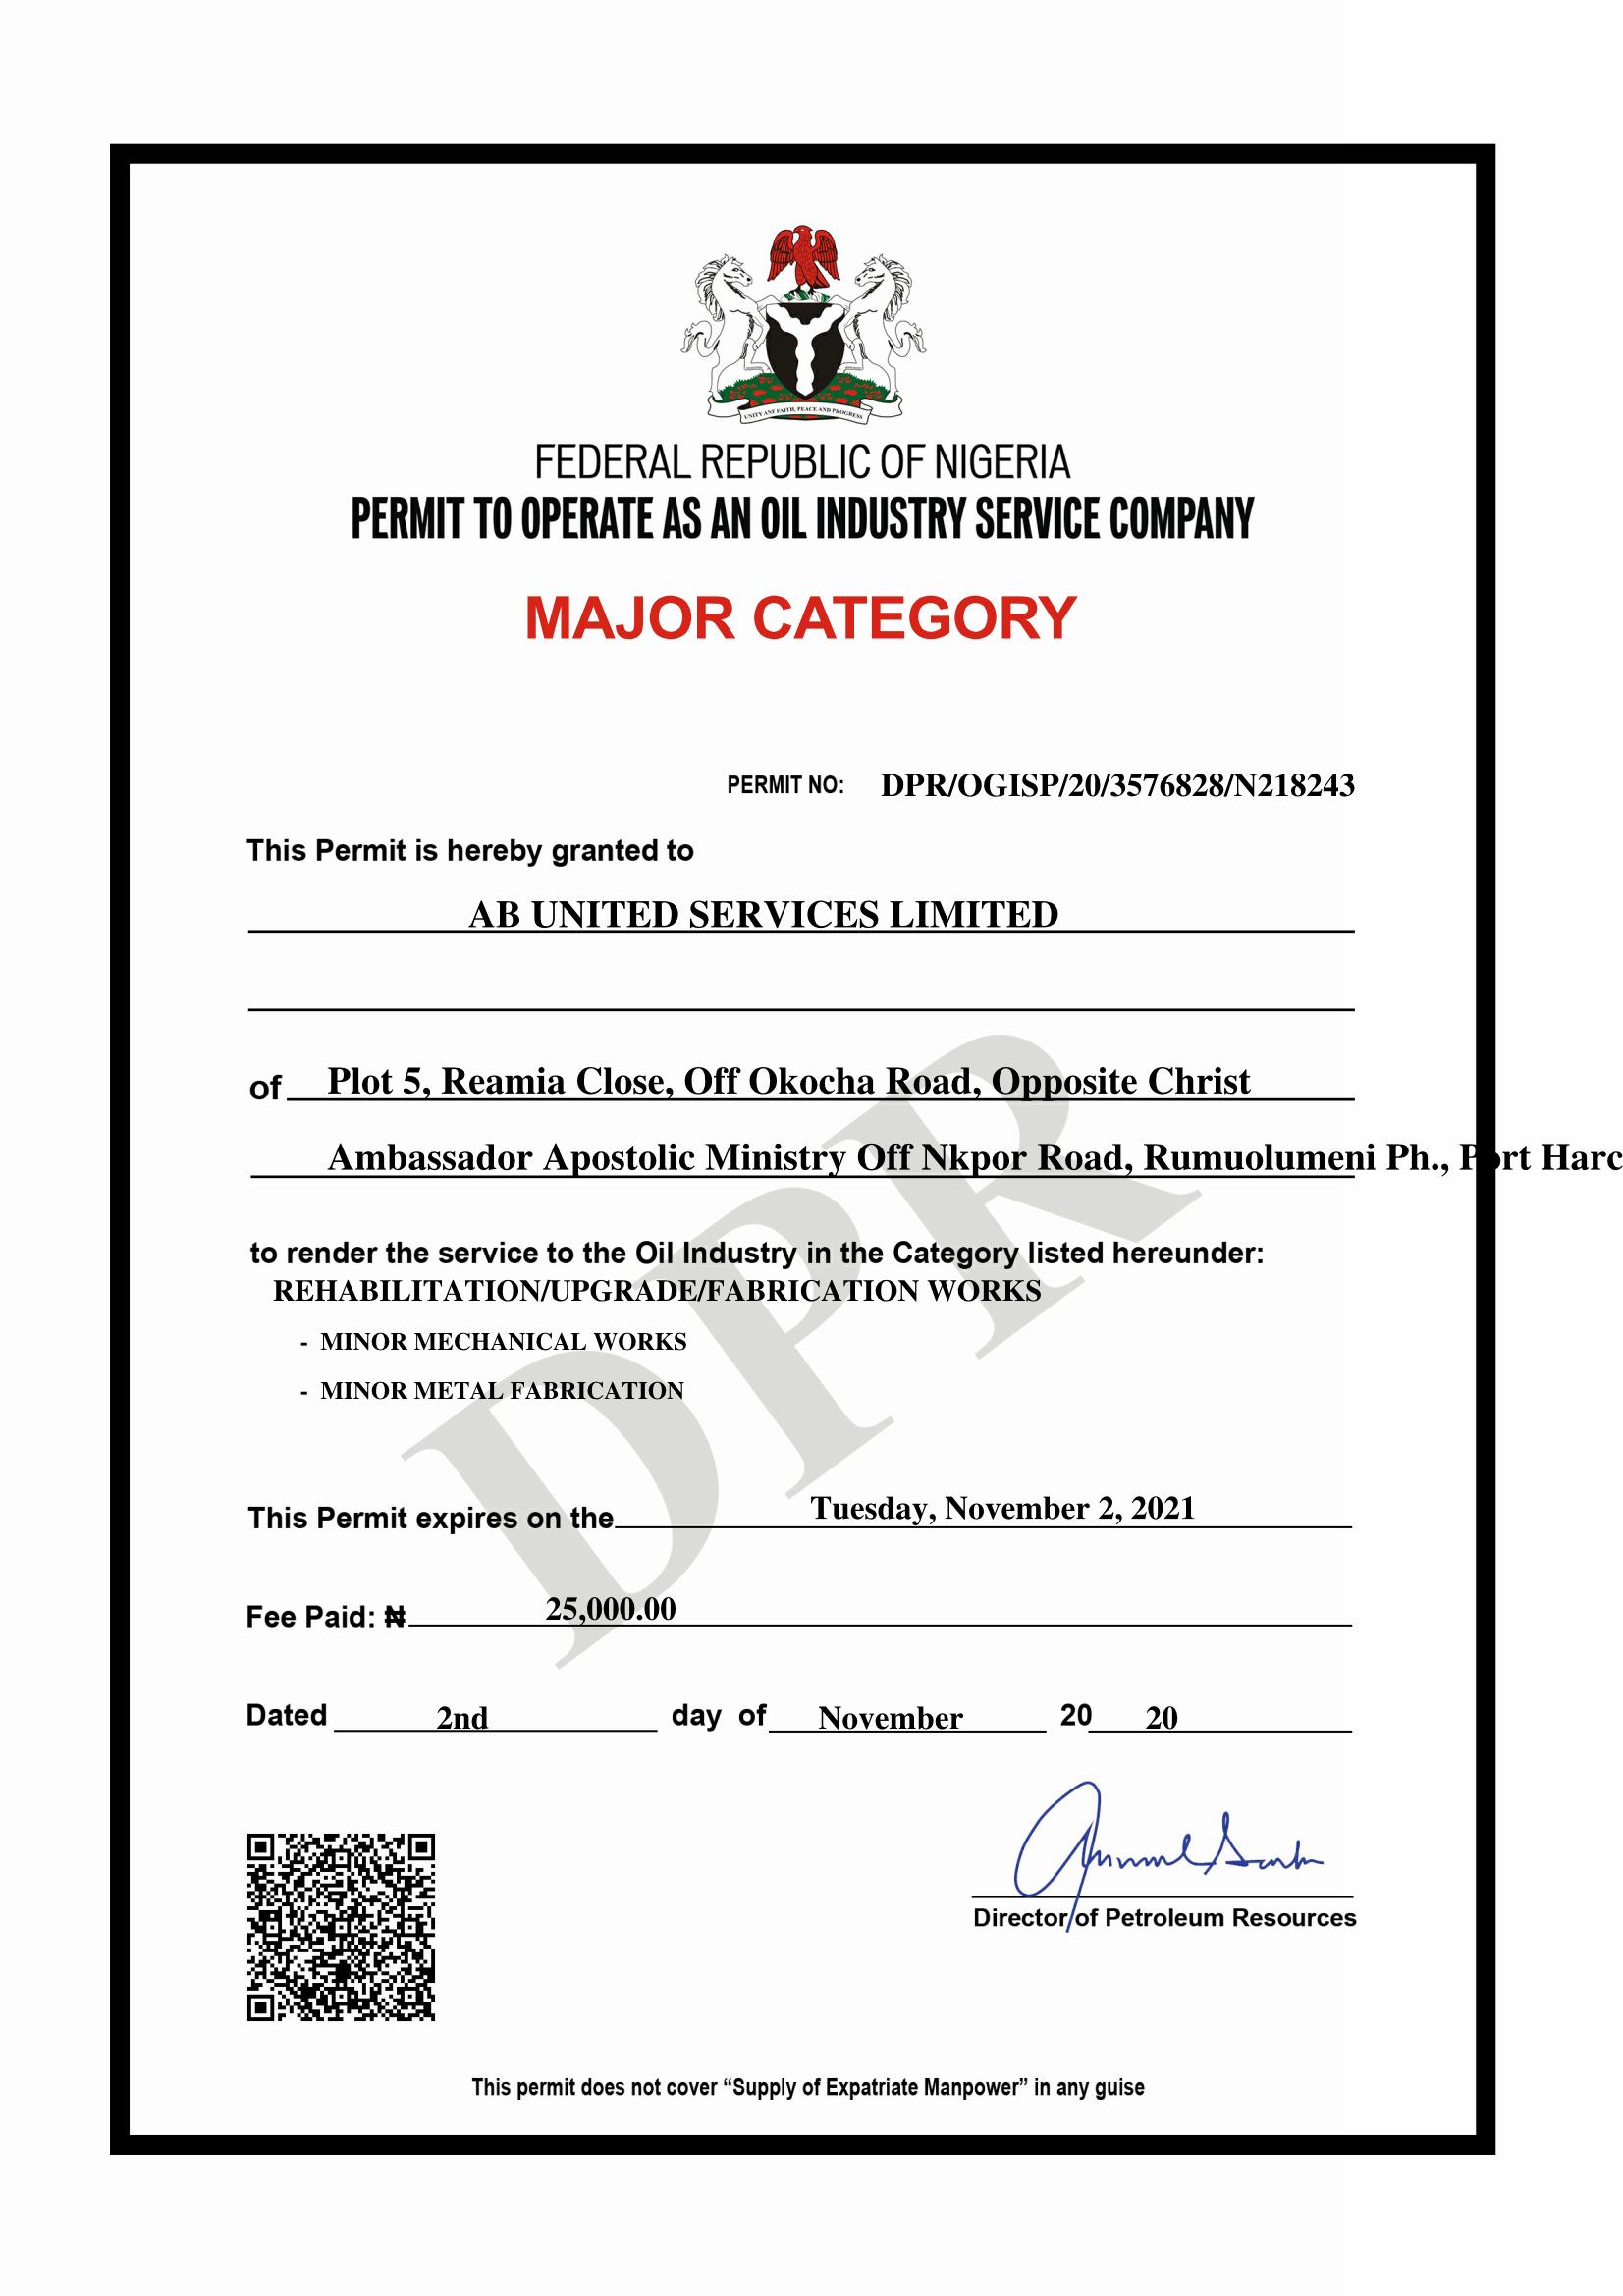 UNITY ANF FAITH, PEACE AND PROGRESS
FEDERAL REPUBLIC OF NIGERIA
PERMIT TO OPERATE AS AN OIL INDUSTRY SERVICE COMPANY
MAJOR CATEGORY
PERMIT NO: DPR/OGISP/20/3576828/N218243
This Permit is hereby granted to
AB UNITED SERVICES LIMITED
of Plot 5, Reamia Close, Off Okocha Road, Opposite Christ
Ambassador Apostolic Ministry Off Nkpor Road, Rumuolumeni Ph., Port Harc
to render the service to the Oil Industry in the Category listed hereunder:
REHABILITATION/UPGRADE/FABRICATION WORKS
- MINOR MECHANICAL WORKS
- MINOR METAL FABRICATION
DPR
This Permit expires on the Tuesday, November 2, 2021
Fee Paid: ₦ 25,000.00
Dated 2nd day of November 20 20
Director of Petroleum Resources
This permit does not cover “Supply of Expatriate Manpower” in any guise